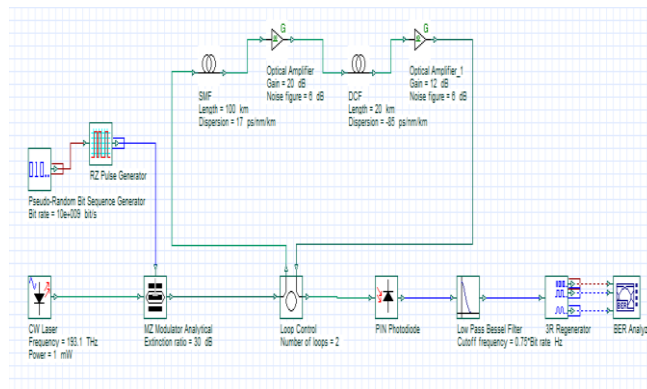 G
G
SMF
Length = 100 km
Dispersion = 17 ps/nm/km
Optical Amplifier
Gain = 20 dB
Noise figure = 6 dB
DCF
Length = 20 km
Dispersion = -85 ps/nm/km
Optical Amplifier_1
Gain = 12 dB
Noise figure = 6 dB
RZ Pulse Generator
Pseudo-Random Bit Sequence Generator
Bit rate = 10e+009 bit/s
CW Laser
Frequency = 193.1 THz
Power = 1 mW
MZ Modulator Analytical
Extinction ratio = 30 dB
Loop Control
Number of loops = 2
PIN Photodiode
Low Pass Bessel Filter
Cutoff frequency = 0.75*Bit rate Hz
3R Regenerator
BER
BER Analyz